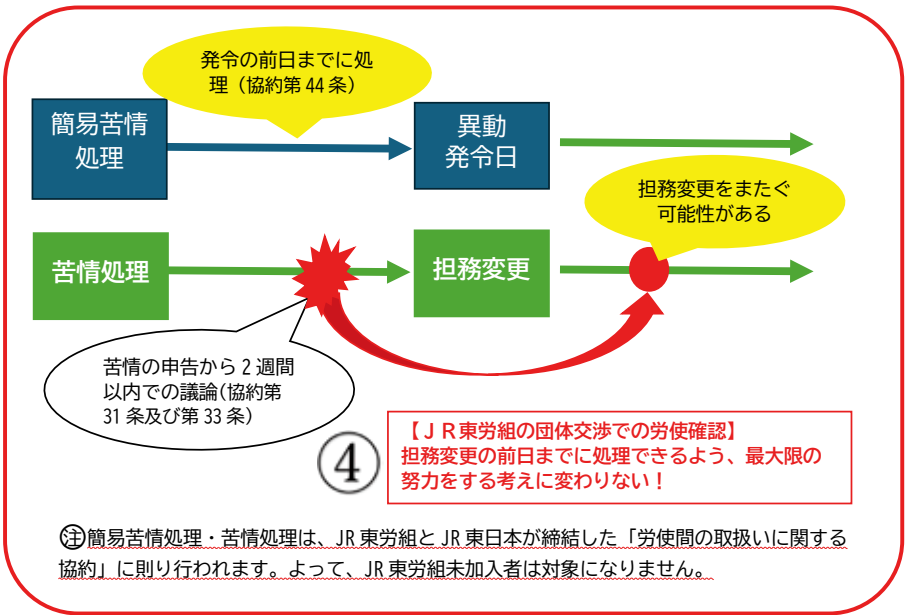 発令の前日までに処
理（協約第 44 条）
簡易苦情
処理
異動
発令日
担務変更をまたぐ
可能性がある
苦情処理
担務変更
苦情の申告から 2 週間
以内での議論(協約第
31 条及び第 33 条）
④
【ＪＲ東労組の団体交渉での労使確認】
担務変更の前日までに処理できるよう、最大限の
努力をする考えに変わりない！
㊟簡易苦情処理・苦情処理は、JR 東労組と JR 東日本が締結した「労使間の取扱いに関する
協約」に則り行われます。よって、JR 東労組未加入者は対象になりません。